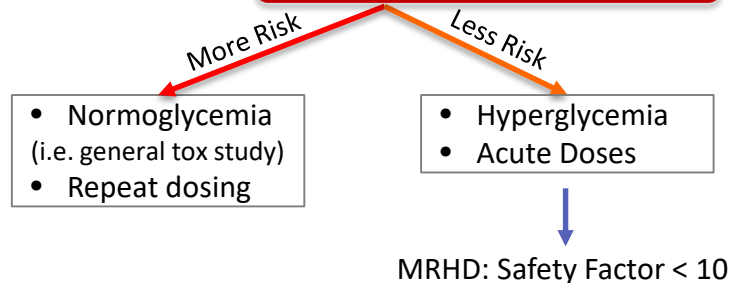 More Risk
Less Risk
• Normoglycemia
(i.e. general tox study)
• Repeat dosing
• Hyperglycemia
• Acute Doses
MRHD: Safety Factor < 10